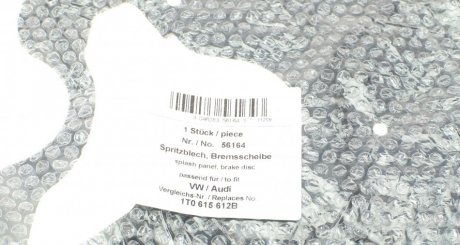 1 Stück / piece
Nr. / No. 56164
Spritzblech, Bremsscheibe
splash panel, brake disc
passend für / to fit
VW / Audi
Vergleichs-Nr. / Replaces No.
1T0 615 612B